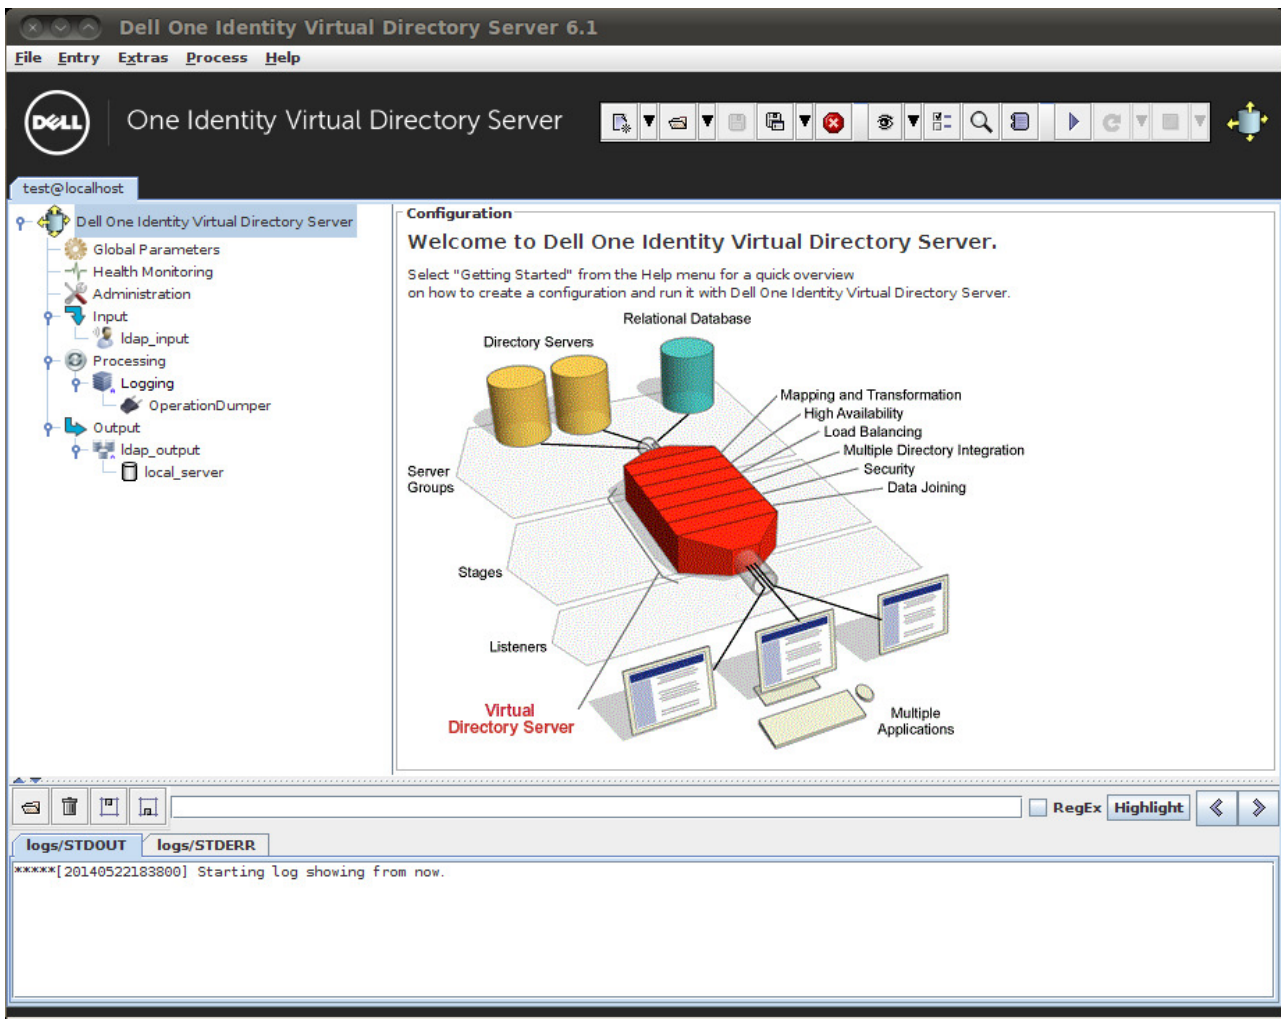 Dell One Identity Virtual Directory Server 6.1
File Entry Extras Process Help
DELL One Identity Virtual Directory Server
test@localhost
Dell One Identity Virtual Directory Server
Global Parameters
Health Monitoring
Administration
Input
ldap_input
Processing
Logging
OperationDumper
Output
ldap_output
local_server
Configuration
Welcome to Dell One Identity Virtual Directory Server.
Select "Getting Started" from the Help menu for a quick overview
on how to create a configuration and run it with Dell One Identity Virtual Directory Server.
Relational Database
Directory Servers
Mapping and Transformation
High Availability
Load Balancing
Multiple Directory Integration
Security
Data Joining
Server
Groups
Stages
Listeners
Virtual
Directory Server
Multiple
Applications
RegEx Highlight
logs/STDOUT logs/STDERR
*****[20140522183800] Starting log showing from now.